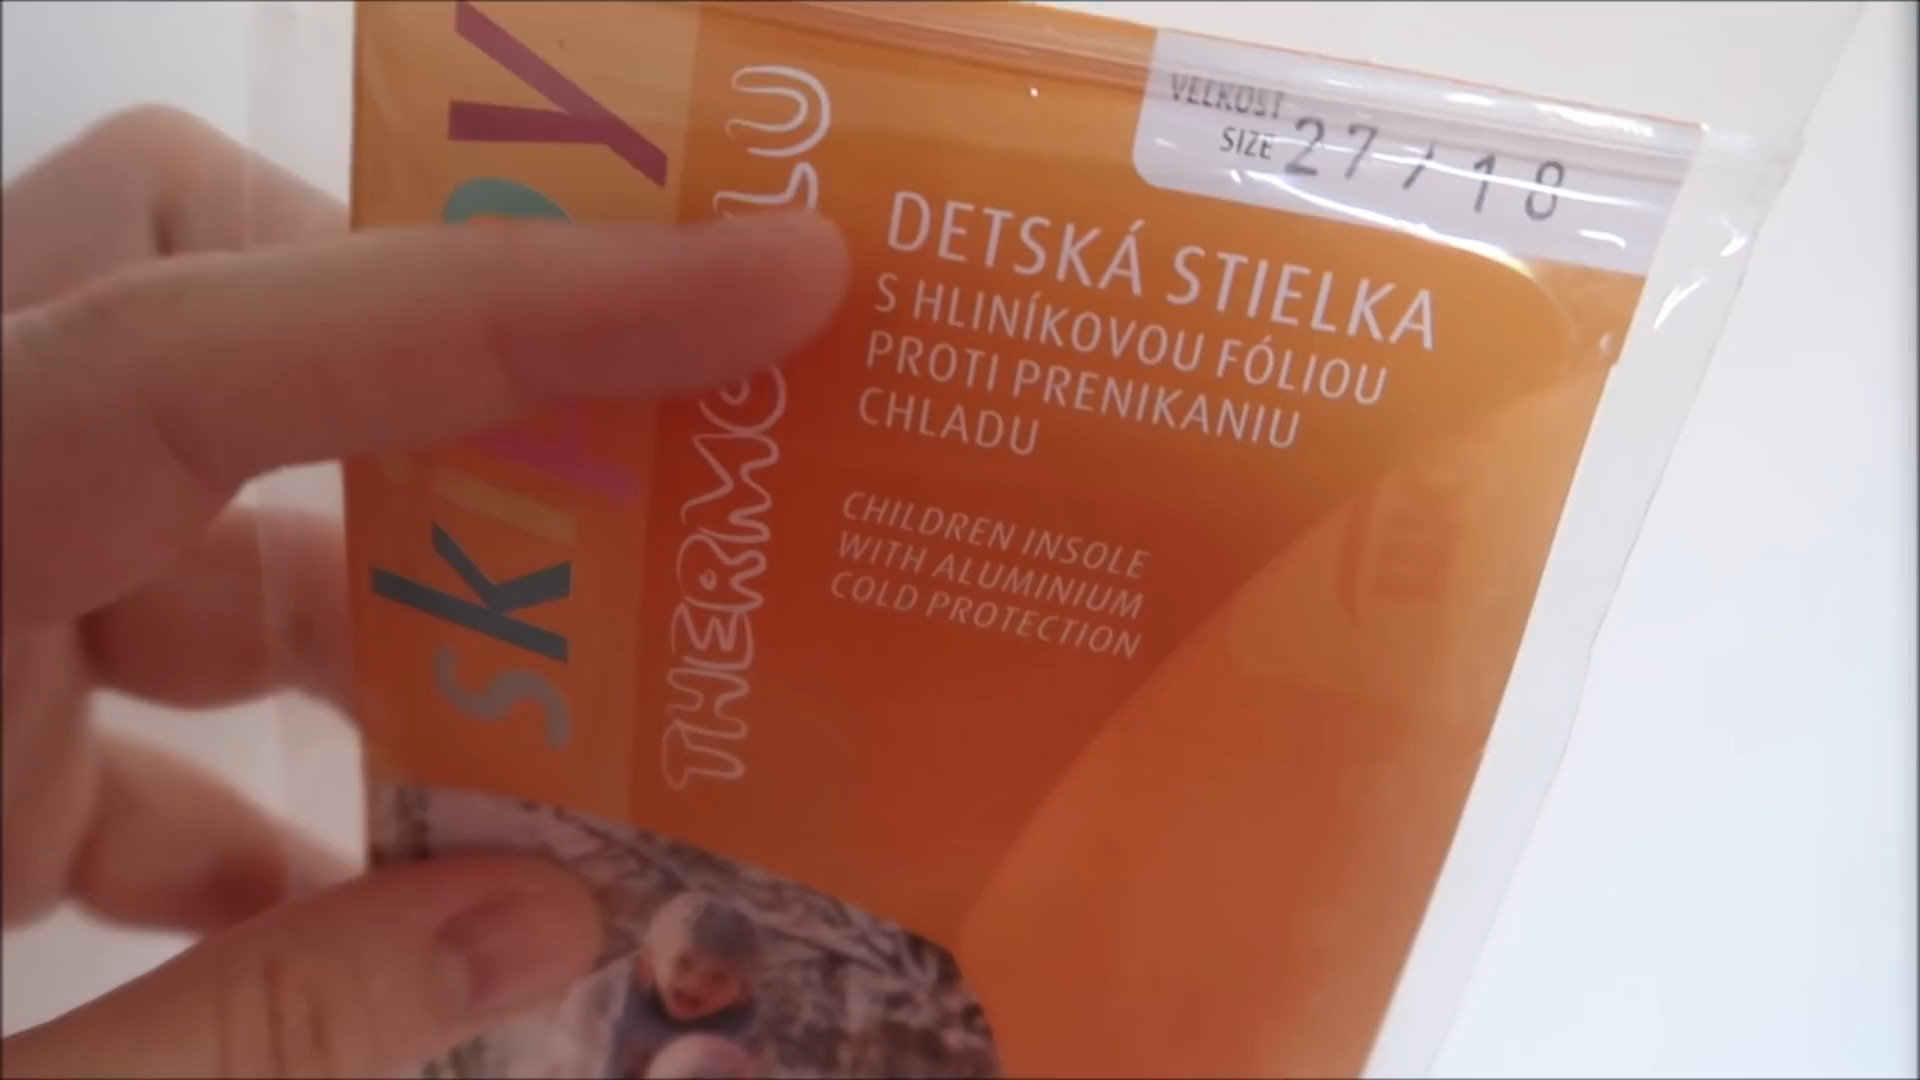 VEĽKOSŤ
SIZE 27/18
DETSKÁ STIELKA
S HLINÍKOVOU FÓLIOU
PROTI PRENIKANIU
CHLADU
CHILDREN INSOLE
WITH ALUMINIUM
COLD PROTECTION